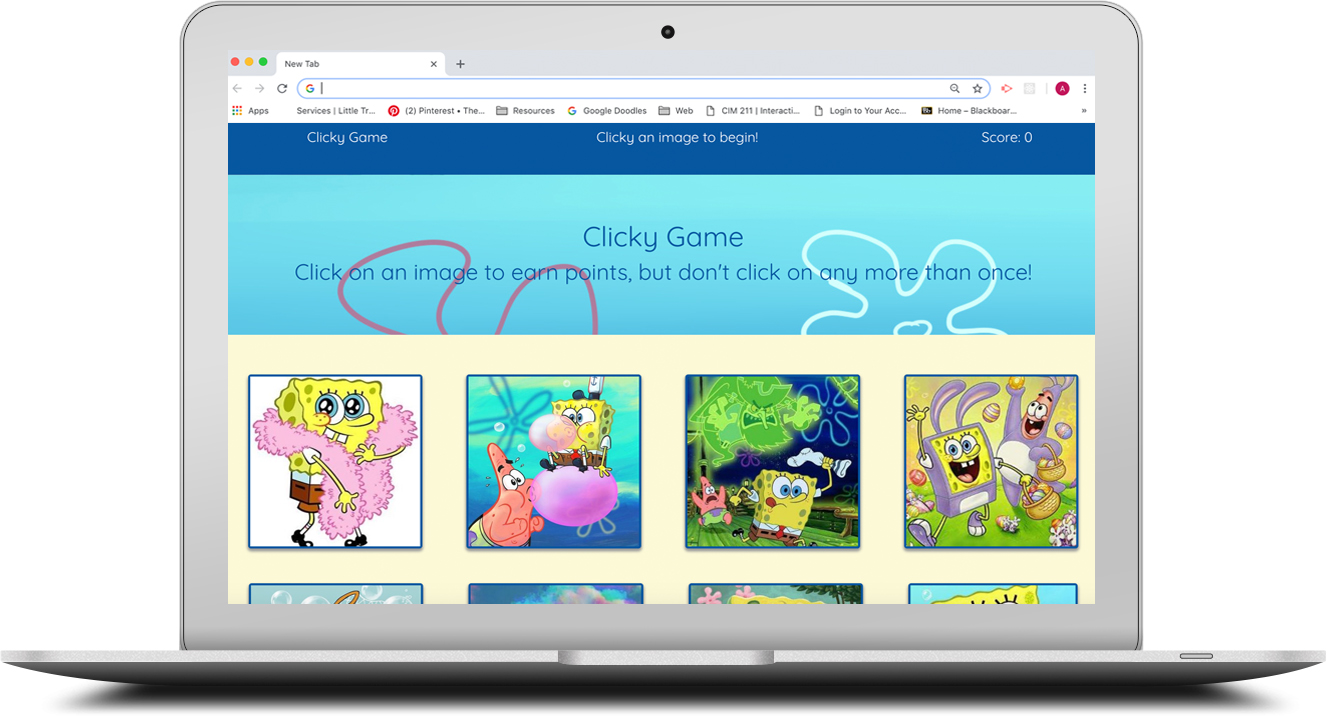 New Tab
Apps Services | Little Tr... (2) Pinterest • The... Resources Google Doodles Web CIM 211 | Interacti... Login to Your Acc... Home – Blackboar... »
Clicky Game Clicky an image to begin! Score: 0
Clicky Game
Click on an image to earn points, but don't click on any more than once!